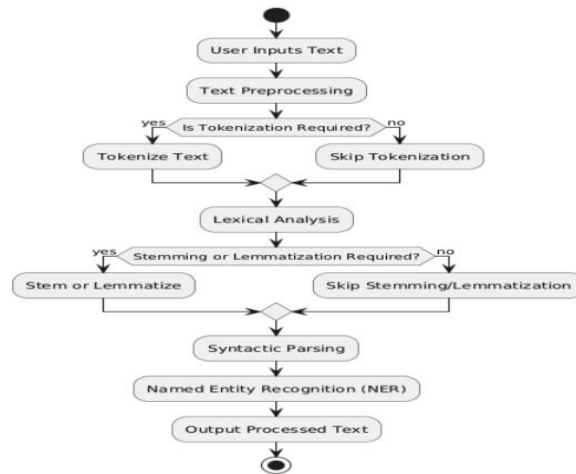 User Inputs Text
Text Preprocessing
yes
Is Tokenization Required?
no
Tokenize Text
Skip Tokenization
Lexical Analysis
yes
Stemming or Lemmatization Required?
no
Stem or Lemmatize
Skip Stemming/Lemmatization
Syntactic Parsing
Named Entity Recognition (NER)
Output Processed Text